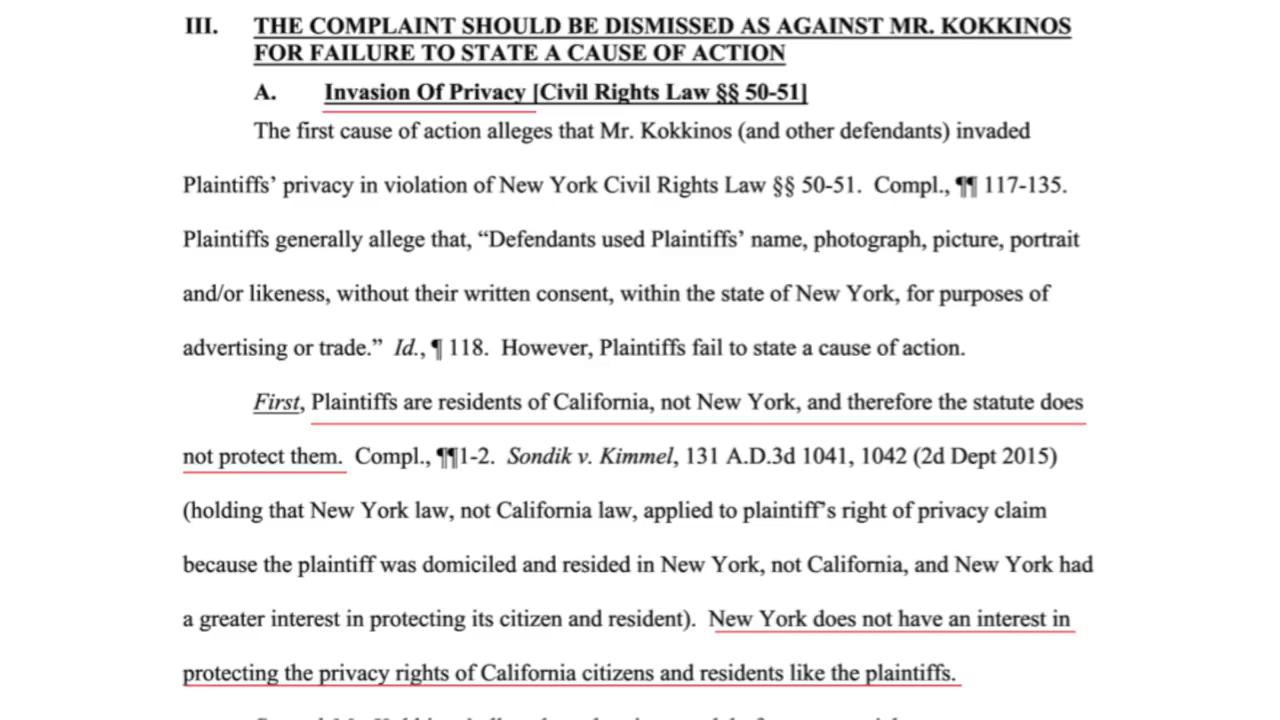 III. THE COMPLAINT SHOULD BE DISMISSED AS AGAINST MR. KOKKINOS
FOR FAILURE TO STATE A CAUSE OF ACTION
A. Invasion Of Privacy [Civil Rights Law §§ 50-51]
The first cause of action alleges that Mr. Kokkinos (and other defendants) invaded
Plaintiffs’ privacy in violation of New York Civil Rights Law §§ 50-51. Compl., ¶¶ 117-135.
Plaintiffs generally allege that, “Defendants used Plaintiffs’ name, photograph, picture, portrait
and/or likeness, without their written consent, within the state of New York, for purposes of
advertising or trade.” Id., ¶ 118. However, Plaintiffs fail to state a cause of action.
First, Plaintiffs are residents of California, not New York, and therefore the statute does
not protect them. Compl., ¶¶1-2. Sondik v. Kimmel, 131 A.D.3d 1041, 1042 (2d Dept 2015)
(holding that New York law, not California law, applied to plaintiff’s right of privacy claim
because the plaintiff was domiciled and resided in New York, not California, and New York had
a greater interest in protecting its citizen and resident). New York does not have an interest in
protecting the privacy rights of California citizens and residents like the plaintiffs.